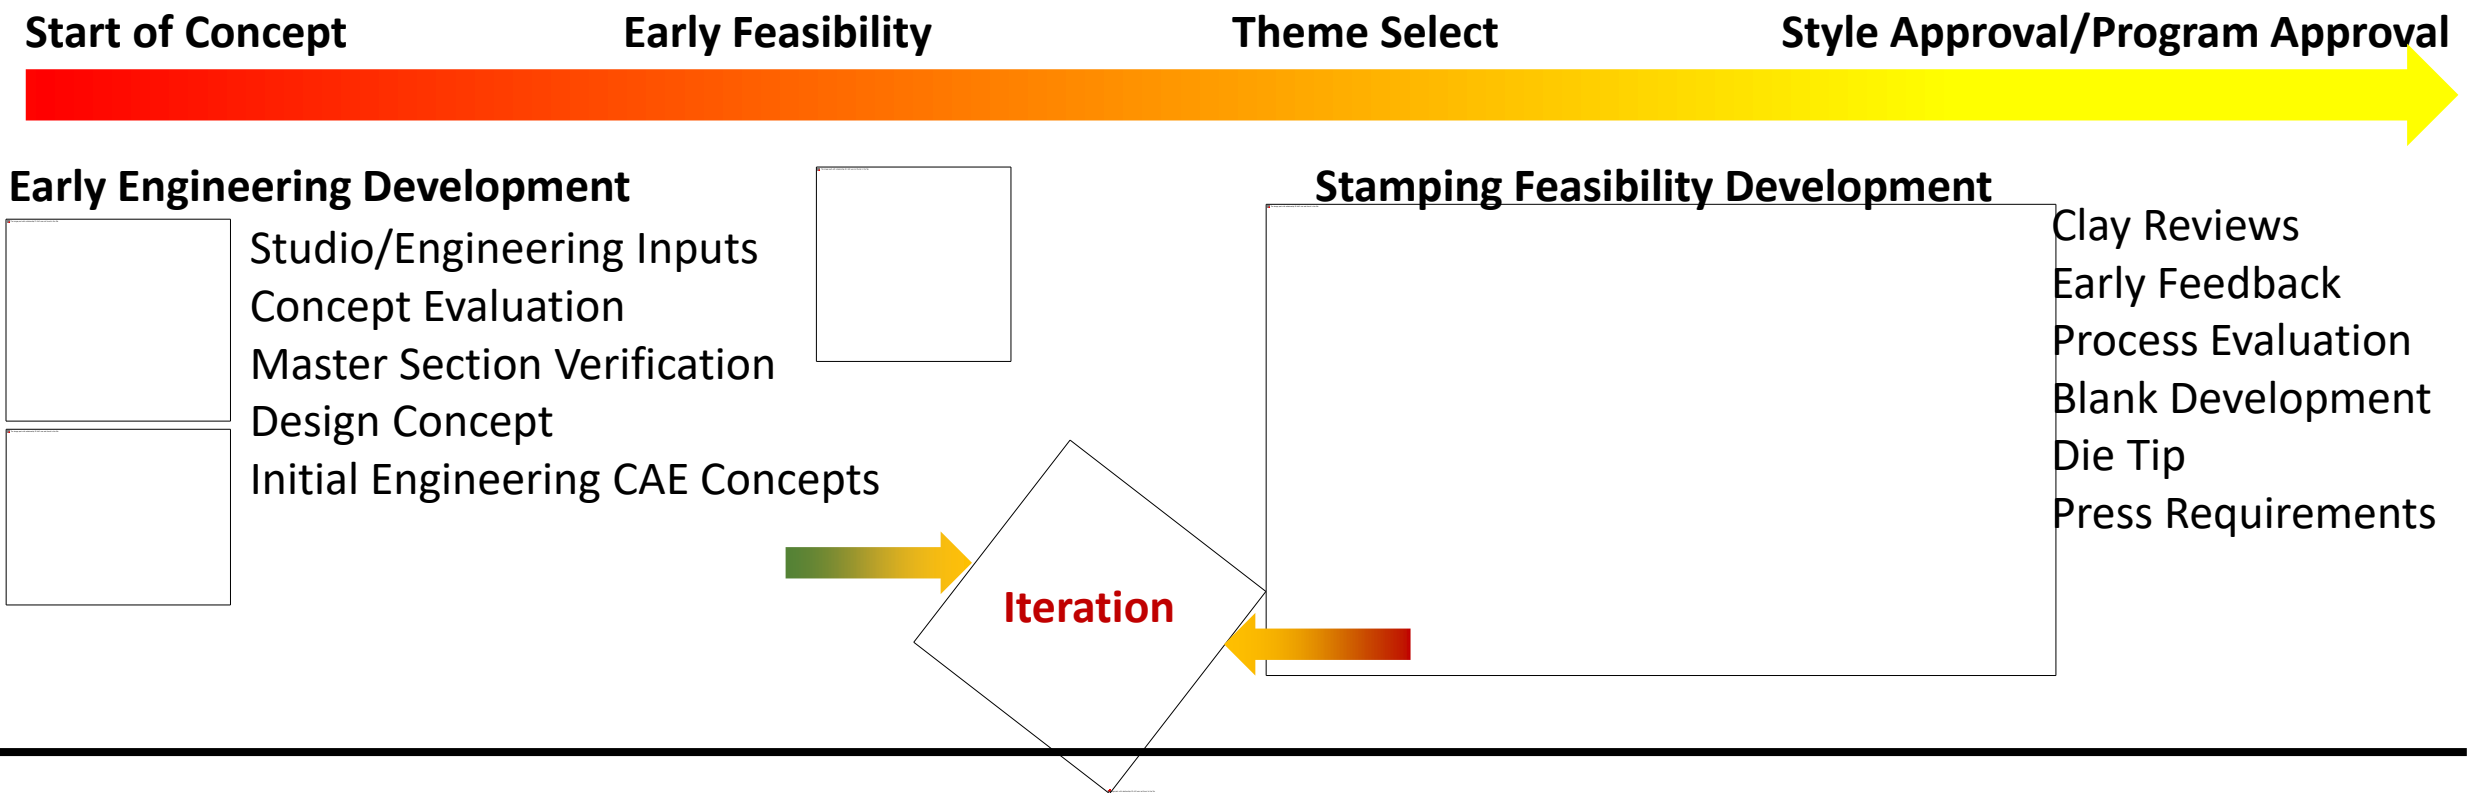 Start of Concept
Early Feasibility
Theme Select
Style Approval/Program Approval
Early Engineering Development
Studio/Engineering Inputs
Concept Evaluation
Master Section Verification
Design Concept
Initial Engineering CAE Concepts
Iteration
Stamping Feasibility Development
Clay Reviews
Early Feedback
Process Evaluation
Blank Development
Die Tip
Press Requirements